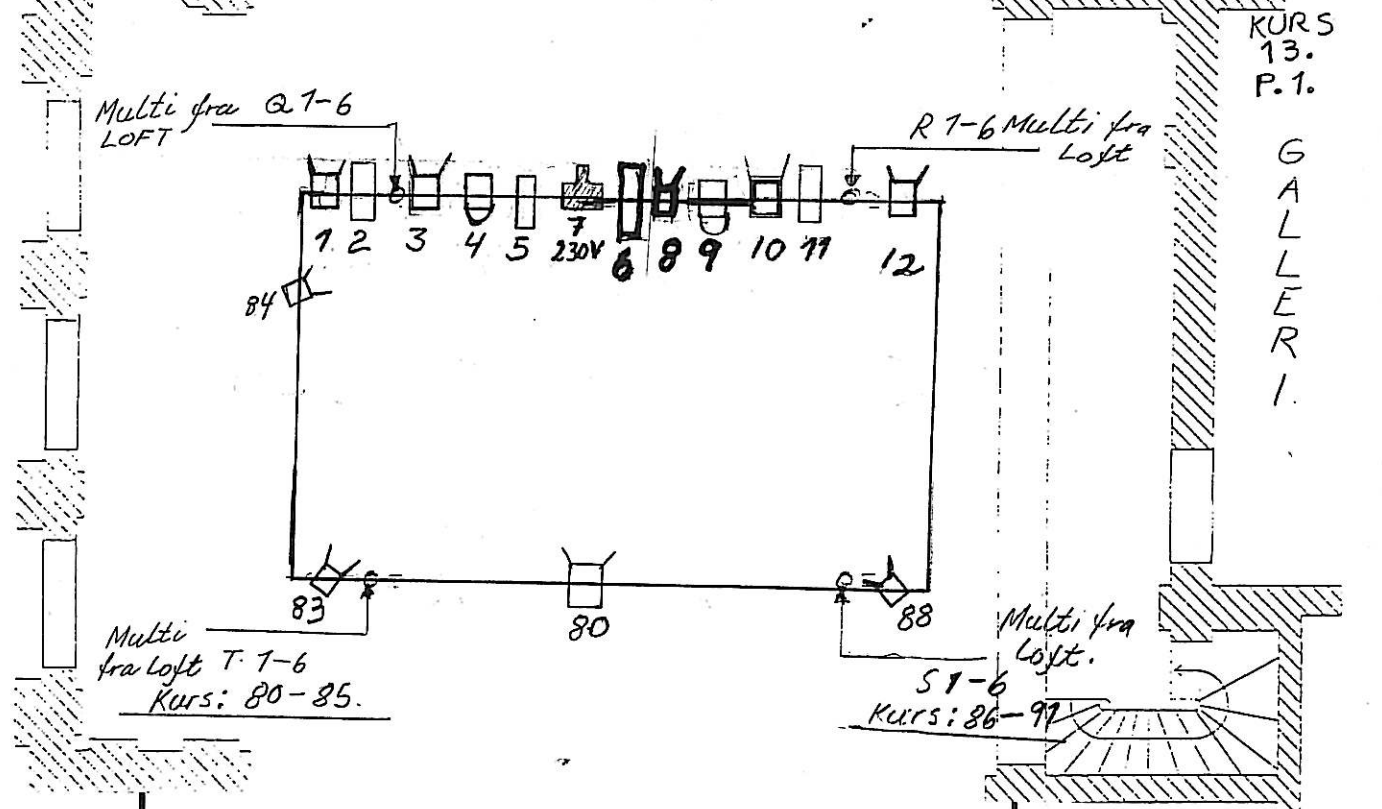 KURS
13.
P. 1.
GALLERI.
Multi fra Q 1-6
LOFT
R 1-6 Multi fra
Loft
1 2 3 4 5 7 6 8 9 10 11 12
230V
84
83
80
88
Multi
fra Loft T. 1-6
Kurs: 80-85.
Multi fra
Loft.
S 1-6
Kurs: 86-91